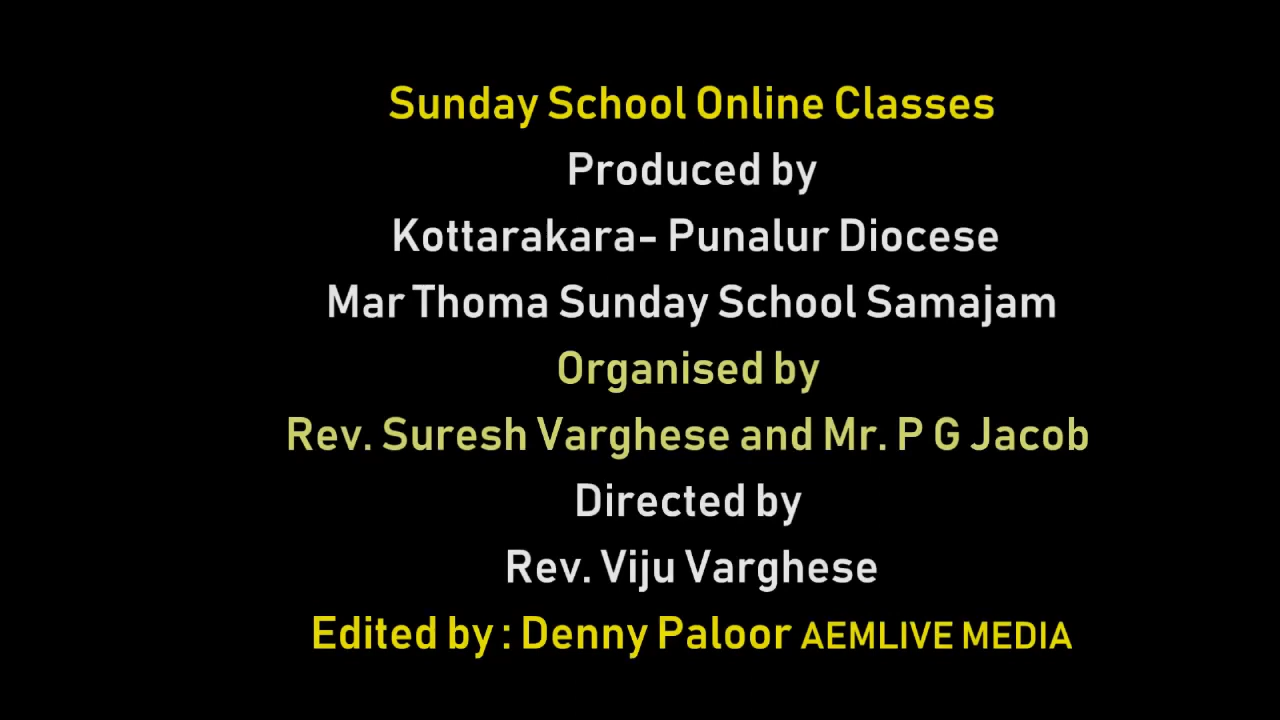 Sunday School Online Classes
Produced by
Kottarakara- Punalur Diocese
Mar Thoma Sunday School Samajam
Organised by
Rev. Suresh Varghese and Mr. P G Jacob
Directed by
Rev. Viju Varghese
Edited by : Denny Paloor AEMLIVE MEDIA